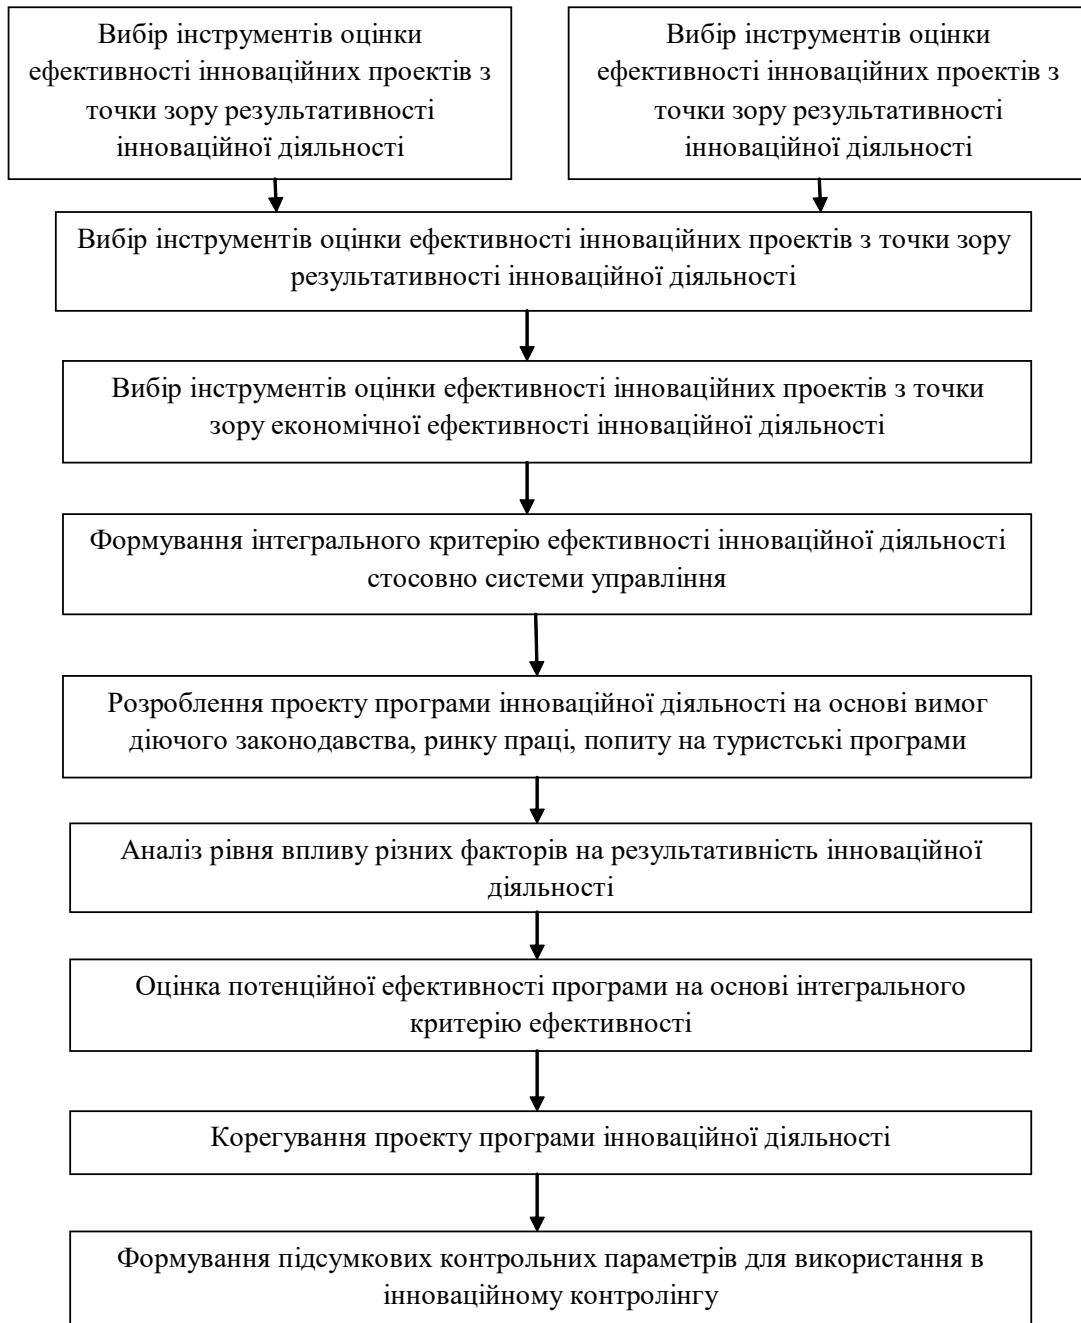 Вибір інструментів оцінки
ефективності інноваційних проектів з
точки зору результативності
інноваційної діяльності
Вибір інструментів оцінки
ефективності інноваційних проектів з
точки зору результативності
інноваційної діяльності
Вибір інструментів оцінки ефективності інноваційних проектів з точки зору
результативності інноваційної діяльності
Вибір інструментів оцінки ефективності інноваційних проектів з точки
зору економічної ефективності інноваційної діяльності
Формування інтегрального критерію ефективності інноваційної діяльності
стосовно системи управління
Розроблення проекту програми інноваційної діяльності на основі вимог
діючого законодавства, ринку праці, попиту на туристські програми
Аналіз рівня впливу різних факторів на результативність інноваційної
діяльності
Оцінка потенційної ефективності програми на основі інтегрального
критерію ефективності
Корегування проекту програми інноваційної діяльності
Формування підсумкових контрольних параметрів для використання в
інноваційному контролінгу